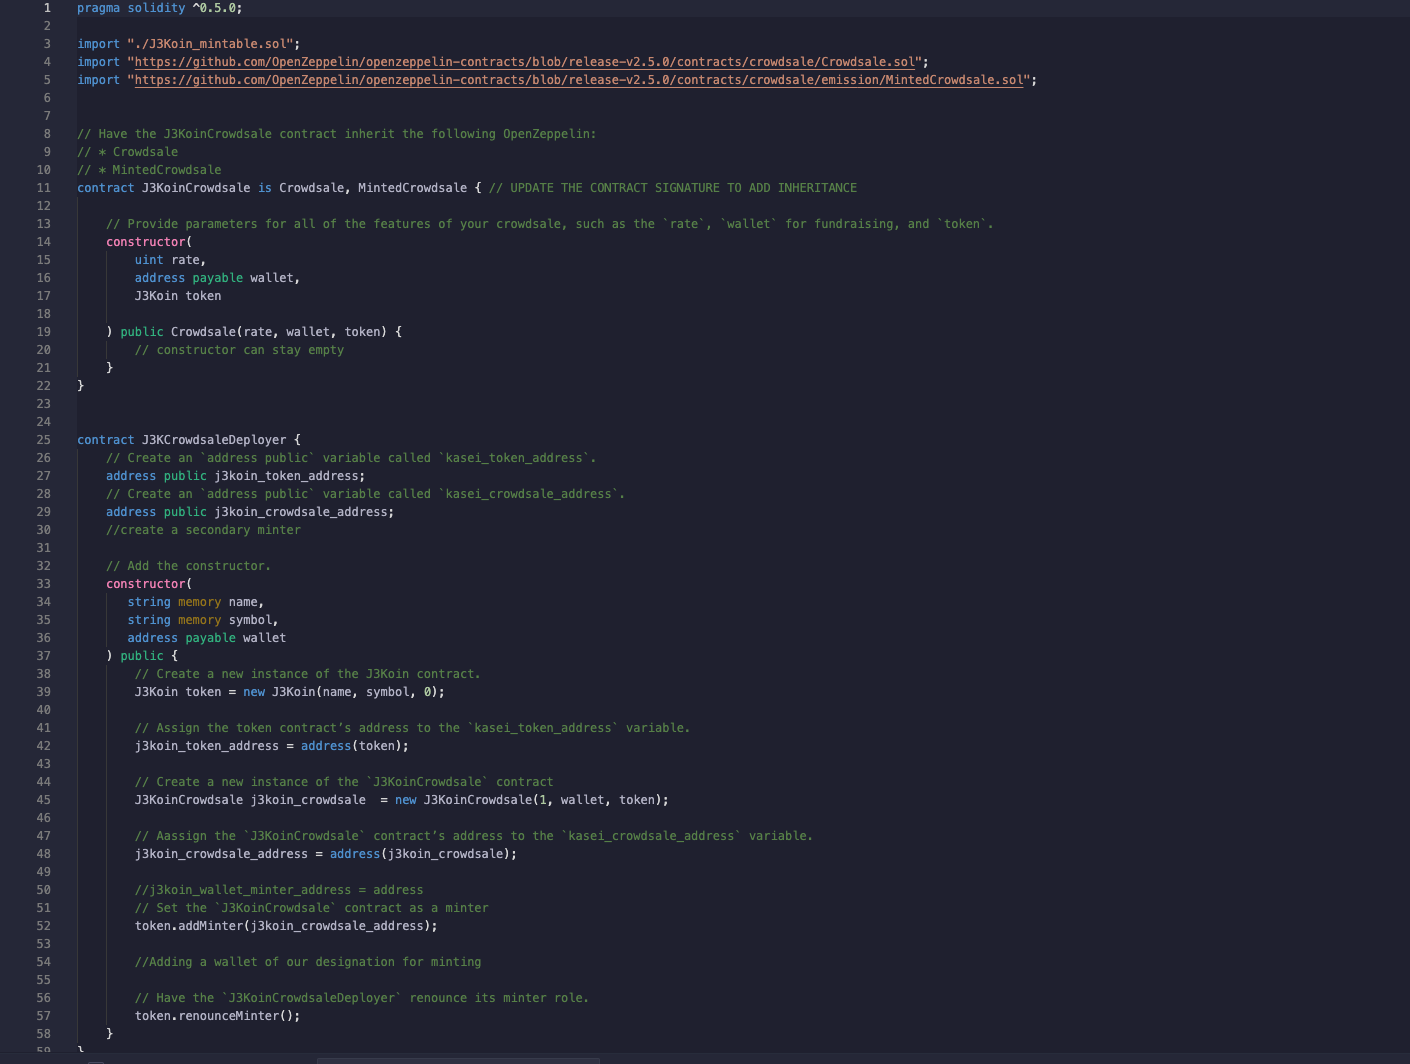 1 pragma solidity ^0.5.0;
2
3 import "./J3Koin_mintable.sol";
4 import "https://github.com/OpenZeppelin/openzeppelin-contracts/blob/release-v2.5.0/contracts/crowdsale/Crowdsale.sol";
5 import "https://github.com/OpenZeppelin/openzeppelin-contracts/blob/release-v2.5.0/contracts/crowdsale/emission/MintedCrowdsale.sol";
6
7
8 // Have the J3KoinCrowdsale contract inherit the following OpenZeppelin:
9 // * Crowdsale
10 // * MintedCrowdsale
11 contract J3KoinCrowdsale is Crowdsale, MintedCrowdsale { // UPDATE THE CONTRACT SIGNATURE TO ADD INHERITANCE
12
13 // Provide parameters for all of the features of your crowdsale, such as the `rate`, `wallet` for fundraising, and `token`.
14 constructor(
15 uint rate,
16 address payable wallet,
17 J3Koin token
18
19 ) public Crowdsale(rate, wallet, token) {
20 // constructor can stay empty
21 }
22 }
23
24
25 contract J3KCrowdsaleDeployer {
26 // Create an `address public` variable called `kasei_token_address`.
27 address public j3koin_token_address;
28 // Create an `address public` variable called `kasei_crowdsale_address`.
29 address public j3koin_crowdsale_address;
30 //create a secondary minter
31
32 // Add the constructor.
33 constructor(
34 string memory name,
35 string memory symbol,
36 address payable wallet
37 ) public {
38 // Create a new instance of the J3Koin contract.
39 J3Koin token = new J3Koin(name, symbol, 0);
40
41 // Assign the token contract’s address to the `kasei_token_address` variable.
42 j3koin_token_address = address(token);
43
44 // Create a new instance of the `J3KoinCrowdsale` contract
45 J3KoinCrowdsale j3koin_crowdsale  = new J3KoinCrowdsale(1, wallet, token);
46
47 // Aassign the `J3KoinCrowdsale` contract’s address to the `kasei_crowdsale_address` variable.
48 j3koin_crowdsale_address = address(j3koin_crowdsale);
49
50 //j3koin_wallet_minter_address = address
51 // Set the `J3KoinCrowdsale` contract as a minter
52 token.addMinter(j3koin_crowdsale_address);
53
54 //Adding a wallet of our designation for minting
55
56 // Have the `J3KoinCrowdsaleDeployer` renounce its minter role.
57 token.renounceMinter();
58 }
59 }